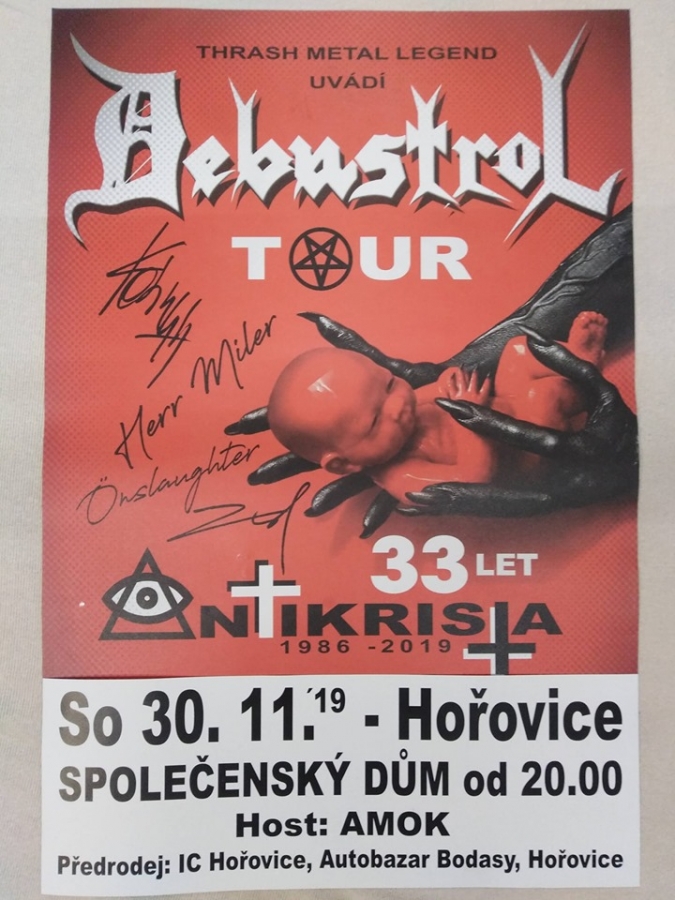 THRASH METAL LEGEND
UVÁDÍ
Debustrol
TOUR
Herr Miler
Önslaughter
33 LET
ANTIKRISTA
1986 -2019
So 30. 11.´19 - Hořovice
SPOLEČENSKÝ DŮM od 20.00
Host: AMOK
Předrodej: IC Hořovice, Autobazar Bodasy, Hořovice